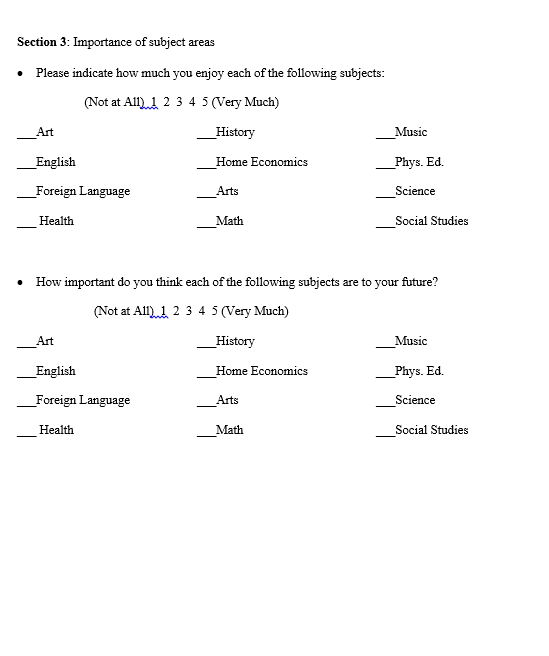 Section 3: Importance of subject areas
• Please indicate how much you enjoy each of the following subjects:
(Not at All) 1 2 3 4 5 (Very Much)
___Art ___History ___Music
___English ___Home Economics ___Phys. Ed.
___Foreign Language ___Arts ___Science
___ Health ___Math ___Social Studies
• How important do you think each of the following subjects are to your future?
(Not at All) 1 2 3 4 5 (Very Much)
___Art ___History ___Music
___English ___Home Economics ___Phys. Ed.
___Foreign Language ___Arts ___Science
___ Health ___Math ___Social Studies